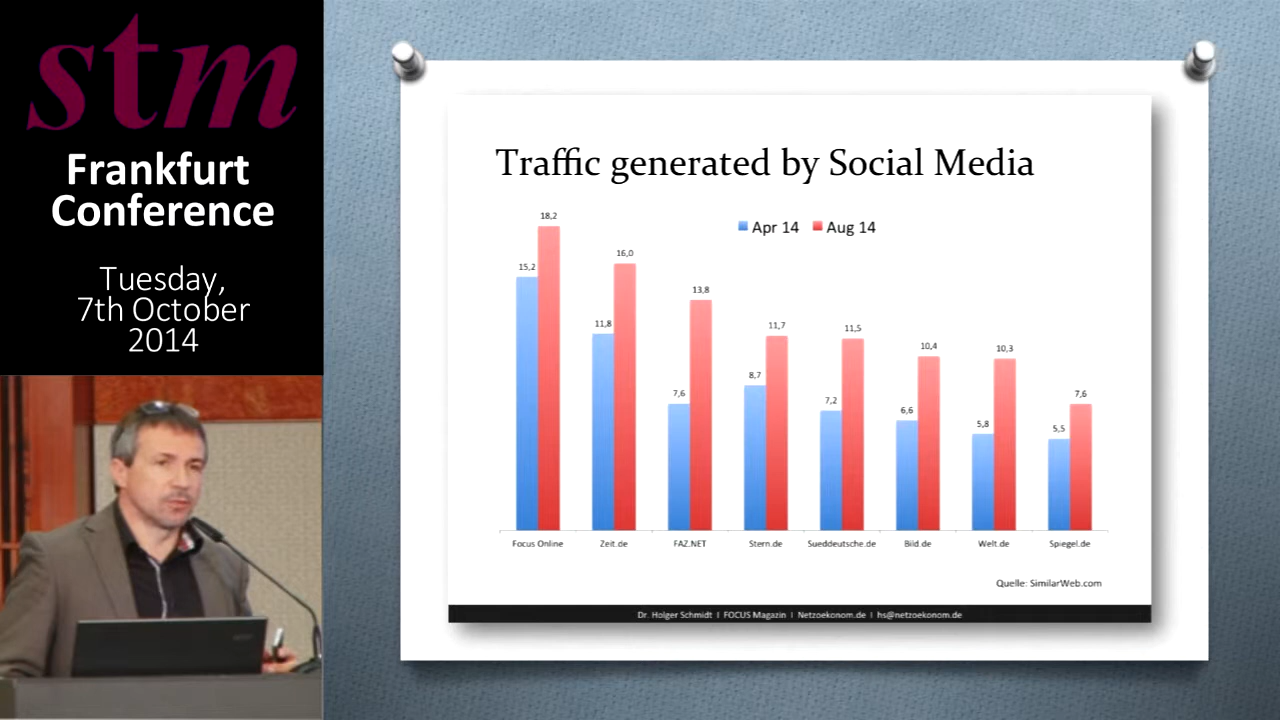 stm
Frankfurt
Conference
Tuesday,
7th October
2014
Traffic generated by Social Media
Apr 14 Aug 14
15,2 18,2
11,8 16,0
7,6 13,8
8,7 11,7
7,2 11,5
6,6 10,4
5,8 10,3
5,5 7,6
Focus Online Zeit.de FAZ.NET Stern.de Sueddeutsche.de Bild.de Welt.de Spiegel.de
Quelle: SimilarWeb.com
Dr. Holger Schmidt I FOCUS Magazin I Netzoekonom.de I hs@netzoekonom.de